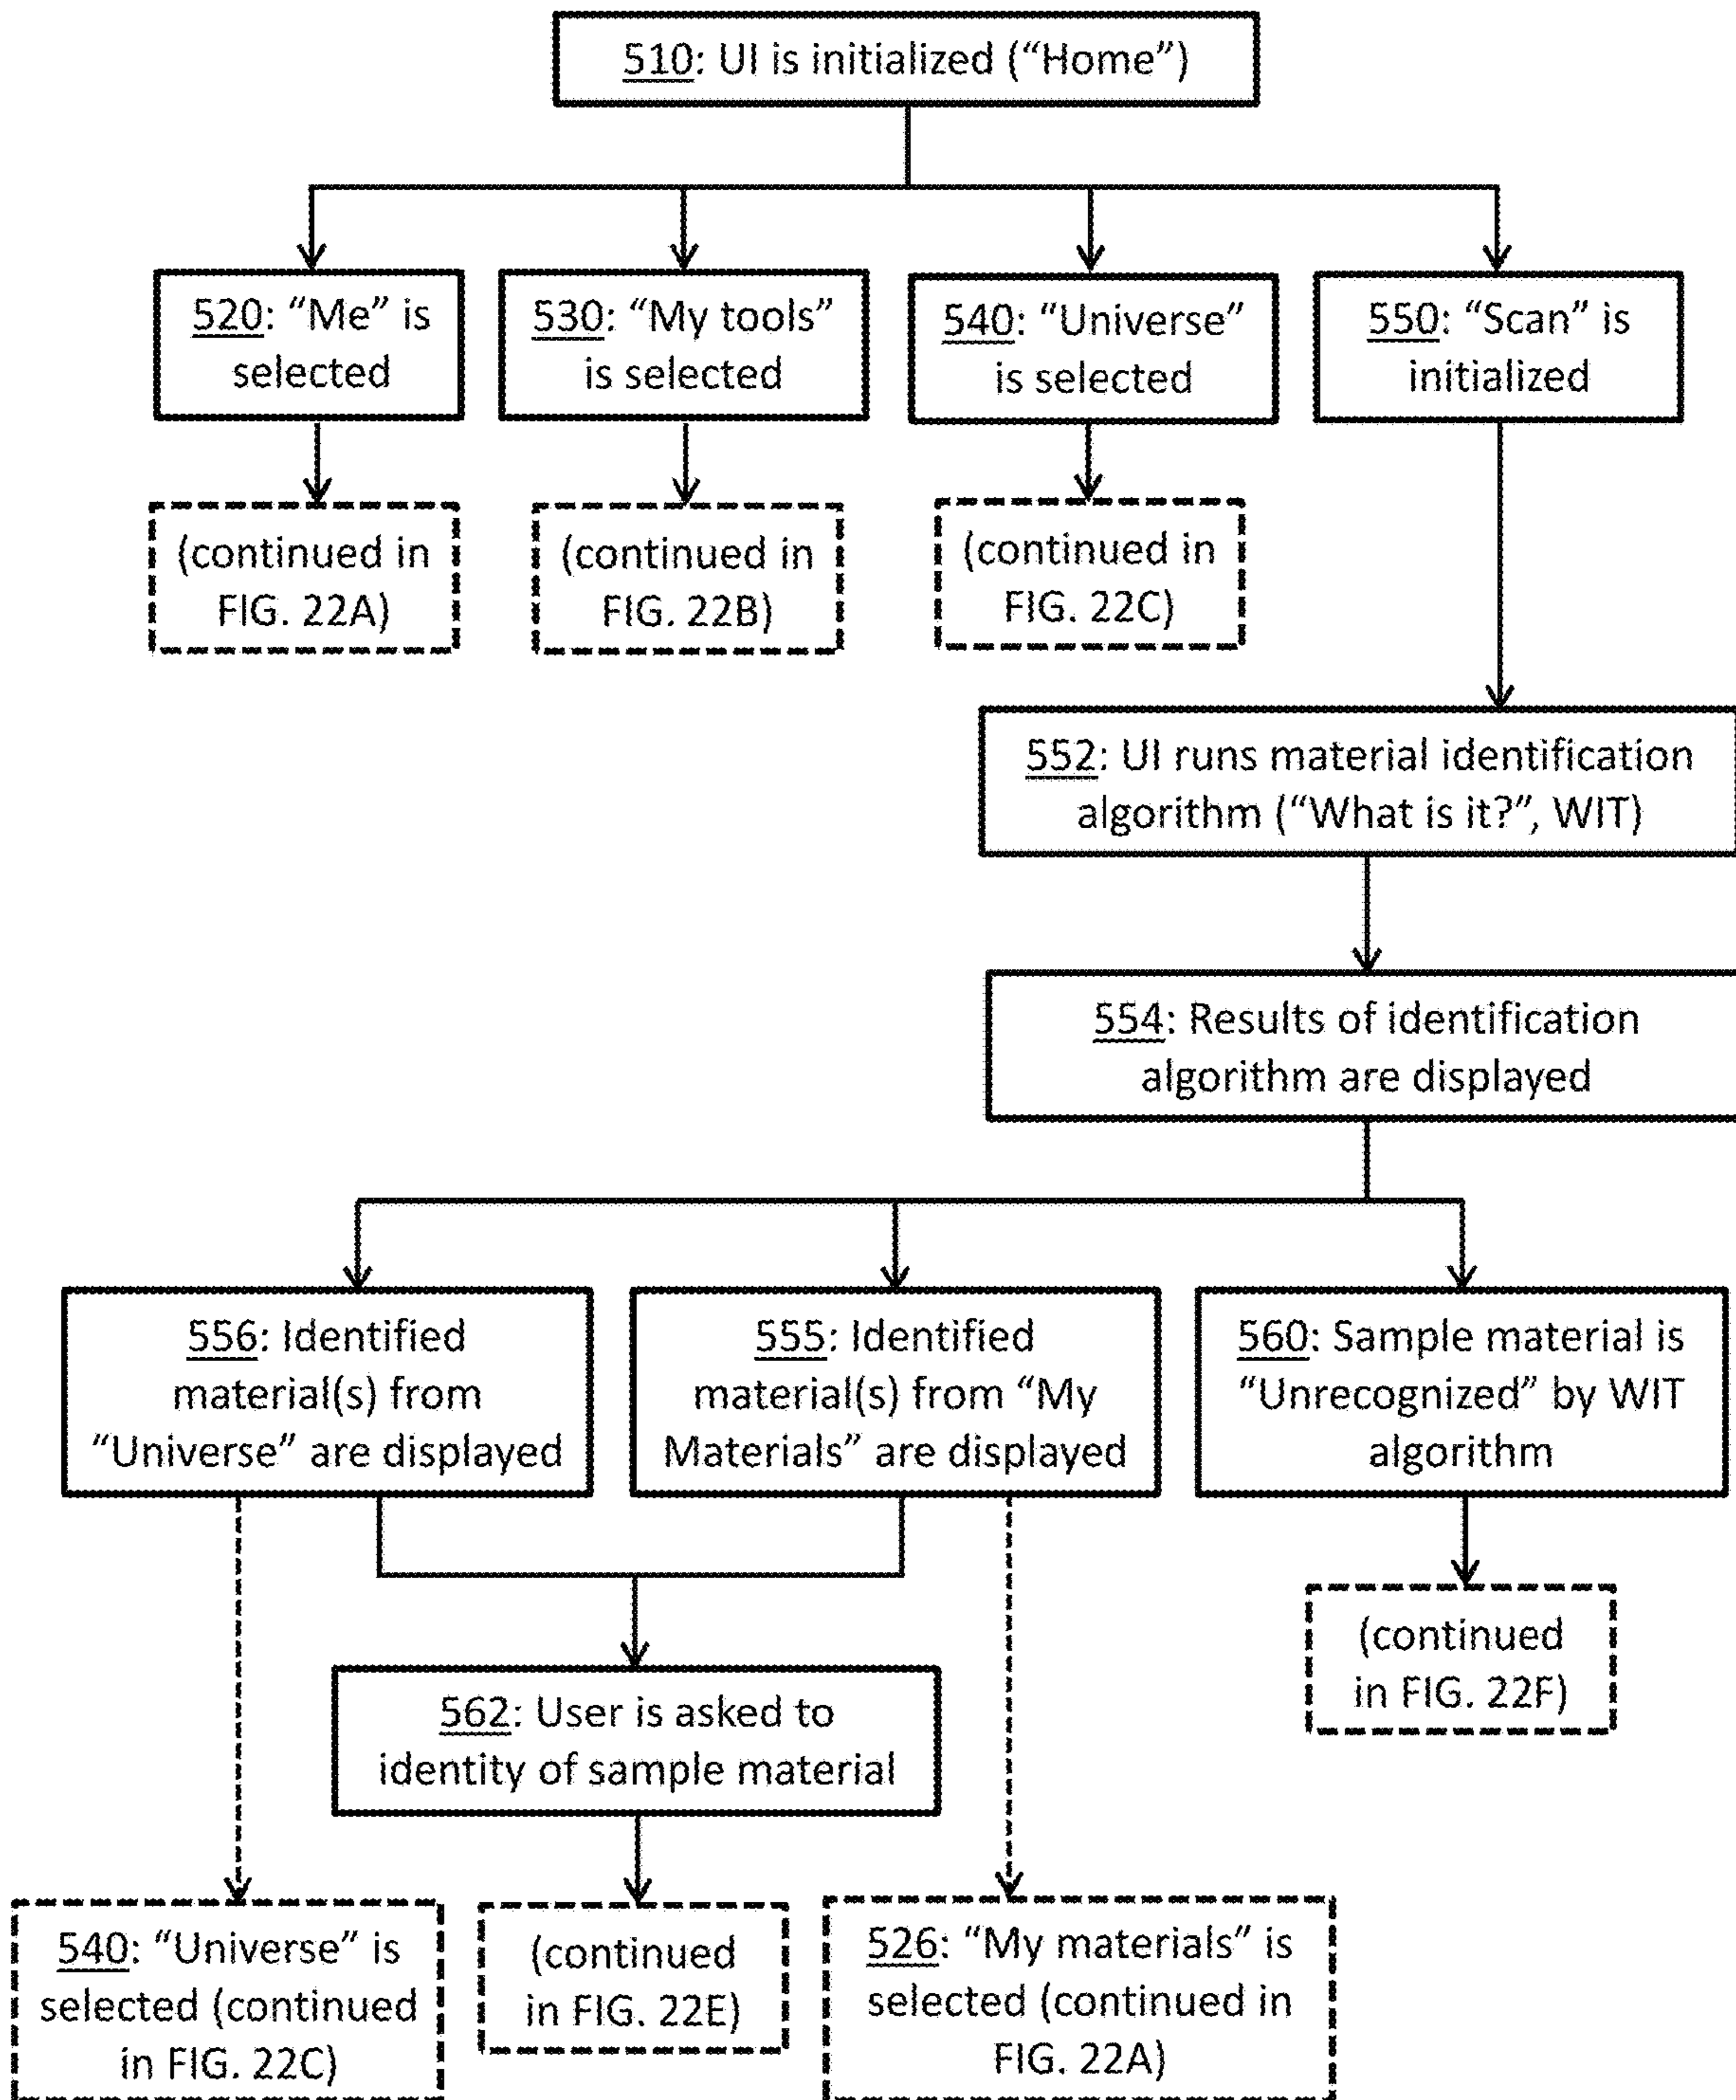 510: UI is initialized (“Home”)
520: “Me” is
selected
530: “My tools”
is selected
540: “Universe”
is selected
550: “Scan” is
initialized
(continued in
FIG. 22A)
(continued in
FIG. 22B)
(continued in
FIG. 22C)
552: UI runs material identification
algorithm (“What is it?”, WIT)
554: Results of identification
algorithm are displayed
556: Identified
material(s) from
“Universe” are displayed
555: Identified
material(s) from “My
Materials” are displayed
560: Sample material is
“Unrecognized” by WIT
algorithm
(continued
in FIG. 22F)
562: User is asked to
identity of sample material
540: “Universe” is
selected (continued
in FIG. 22C)
(continued
in FIG. 22E)
526: “My materials” is
selected (continued in
FIG. 22A)